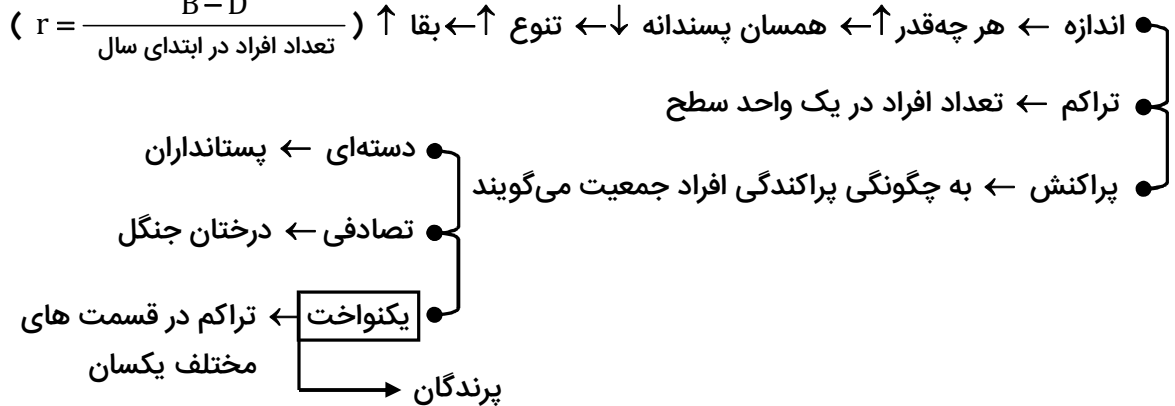 اندازه ← هر چه‌قدر ↑ ← همسان پسندانه ↓ ← تنوع ↑ ← بقا ↑ ( r = (B − D) / تعداد افراد در ابتدای سال )
تراکم ← تعداد افراد در یک واحد سطح
پراکنش ← به چگونگی پراکندگی افراد جمعیت می‌گویند
دسته‌ای ← پستانداران
تصادفی ← درختان جنگل
یکنواخت ← تراکم در قسمت های
مختلف یکسان
پرندگان